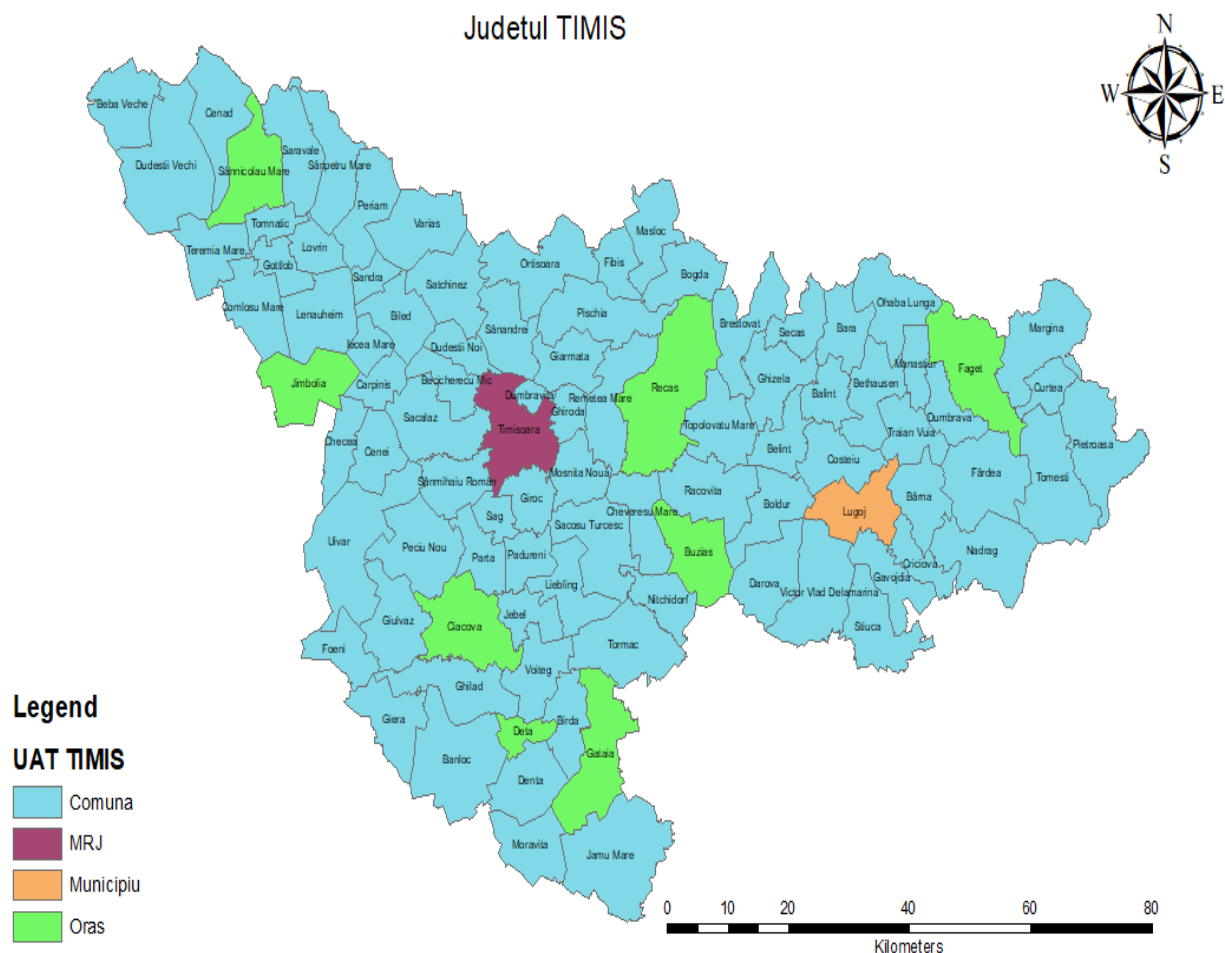 Judetul TIMIS
N
W E
S
Beba Veche
Cenad
Dudestii Vechi
Sânnicolau Mare
Saravale
Sânpetru Mare
Periam
Varias
Tomnatic
Teremia Mare
Lovrin
Gottlob
Sandra
Comlosu Mare
Lenauheim
Satchinez
Biled
Ortisoara
Fibis
Masloc
Bogda
Pischia
Sânandrei
Jecea Mare
Dudestii Noi
Giarmata
Jimbolia
Carpinis
Becicherecu Mic
Dumbravita
Remetea Mare
Ghiroda
Recas
Brestovat
Secas
Bara
Ohaba Lunga
Margina
Manastiur
Faget
Ghizela
Balint
Bethausen
Curtea
Dumbrava
Sacalaz
Timisoara
Topolovatu Mare
Traian Vuia
Pietroasa
Checea
Cenei
Belint
Costeiu
Mosnita Noua
Fârdea
Tomesti
Sânmihaiu Român
Giroc
Racovita
Boldur
Bârna
Lugoj
Sag
Cheveresu Mare
Sacosu Turcesc
Uivar
Peciu Nou
Parta
Padureni
Buzias
Nadrag
Criciova
Gavojdia
Liebling
Darova
Victor Vlad Delamarina
Nitchidorf
Giulvaz
Ciacova
Jebel
Stiuca
Foeni
Tormac
Voiteg
Ghilad
Giera
Birda
Deta
Banloc
Gataia
Denta
Moravita
Jamu Mare
Legend
UAT TIMIS
Comuna
MRJ
Municipiu
Oras
0 10 20 40 60 80
Kilometers